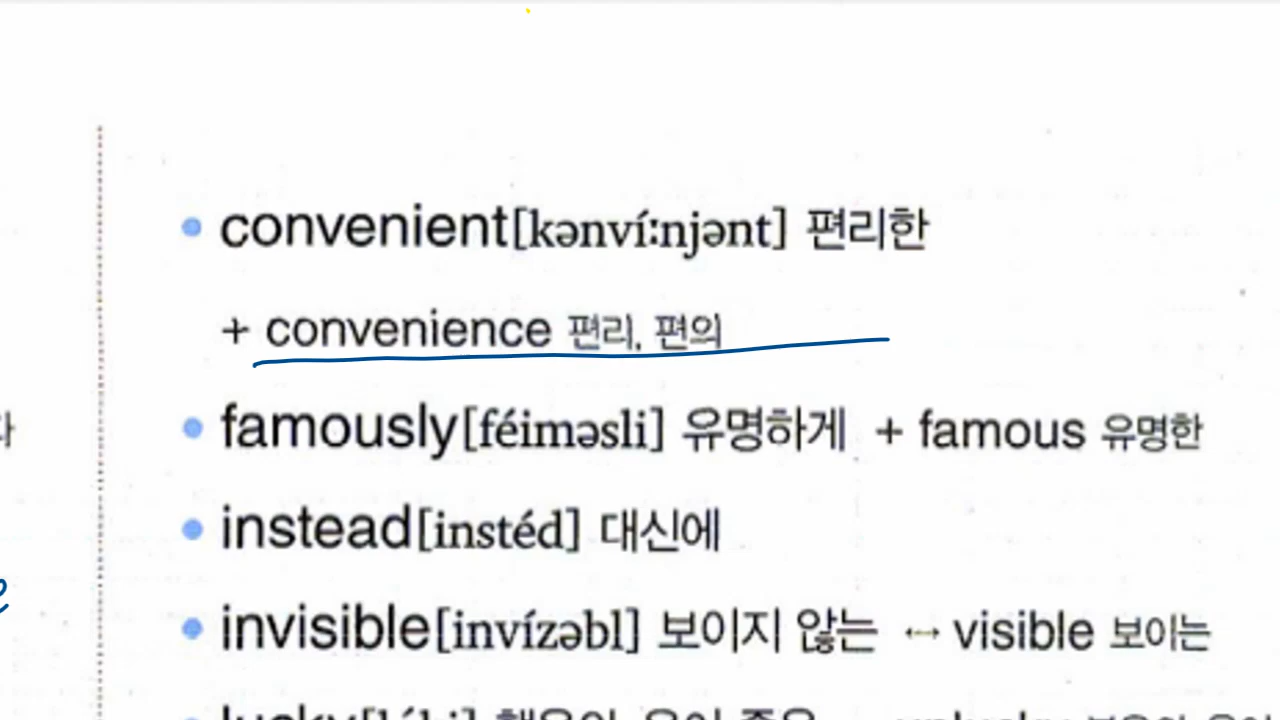 convenient[kənví:njənt] 편리한
+ convenience 편리, 편의
famously[féiməsli] 유명하게 + famous 유명한
instead[instéd] 대신에
invisible[invízəbl] 보이지 않는 ↔ visible 보이는